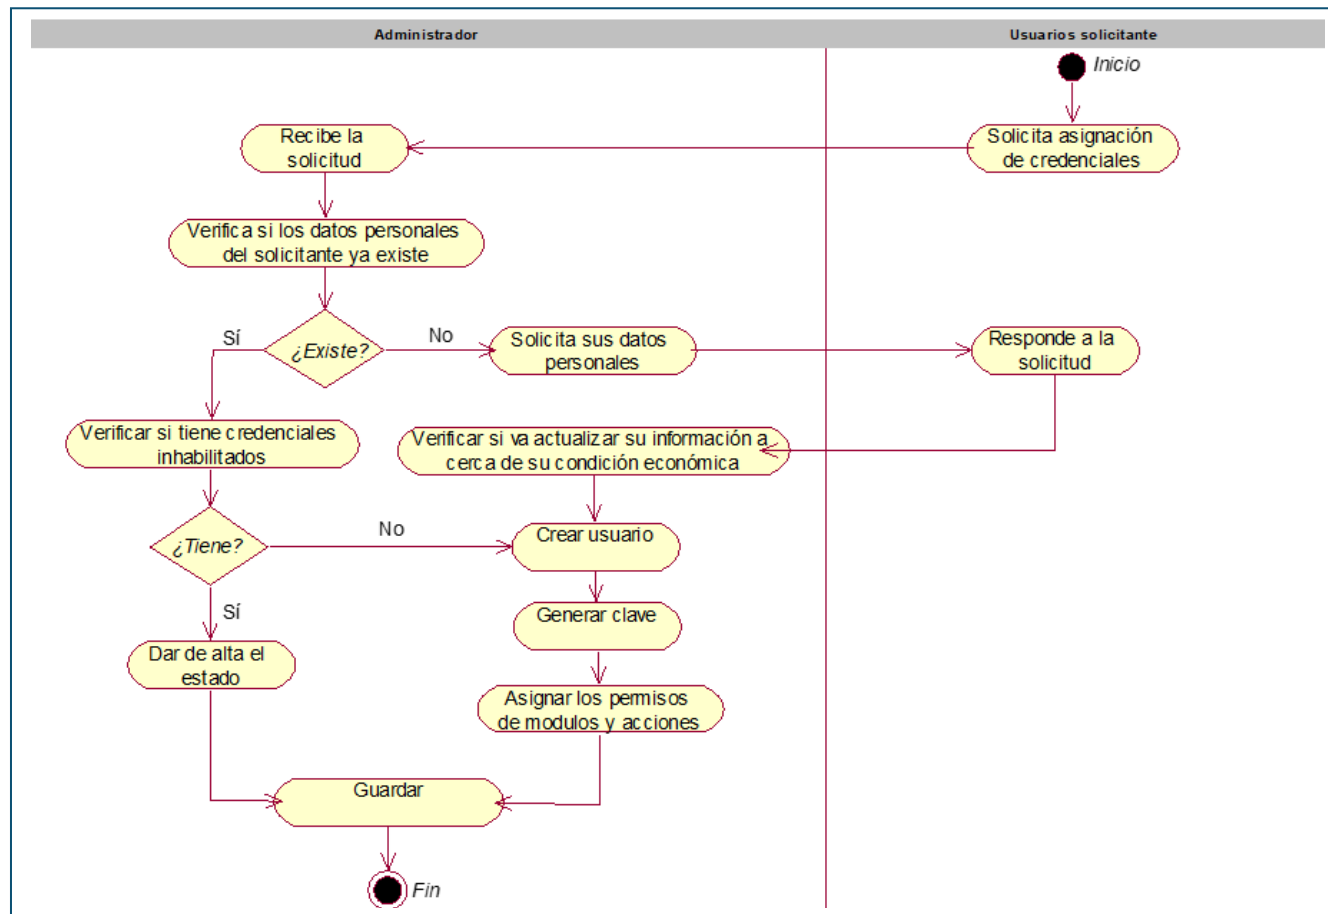 Administrador
Usuarios solicitante
Inicio
Recibe la
solicitud
Solicita asignación
de credenciales
Verifica si los datos personales
del solicitante ya existe
Sí
¿Existe?
No
Solicita sus datos
personales
Responde a la
solicitud
Verificar si tiene credenciales
inhabilitados
Verificar si va actualizar su información a
cerca de su condición económica
¿Tiene?
No
Crear usuario
Sí
Generar clave
Dar de alta el
estado
Asignar los permisos
de modulos y acciones
Guardar
Fin